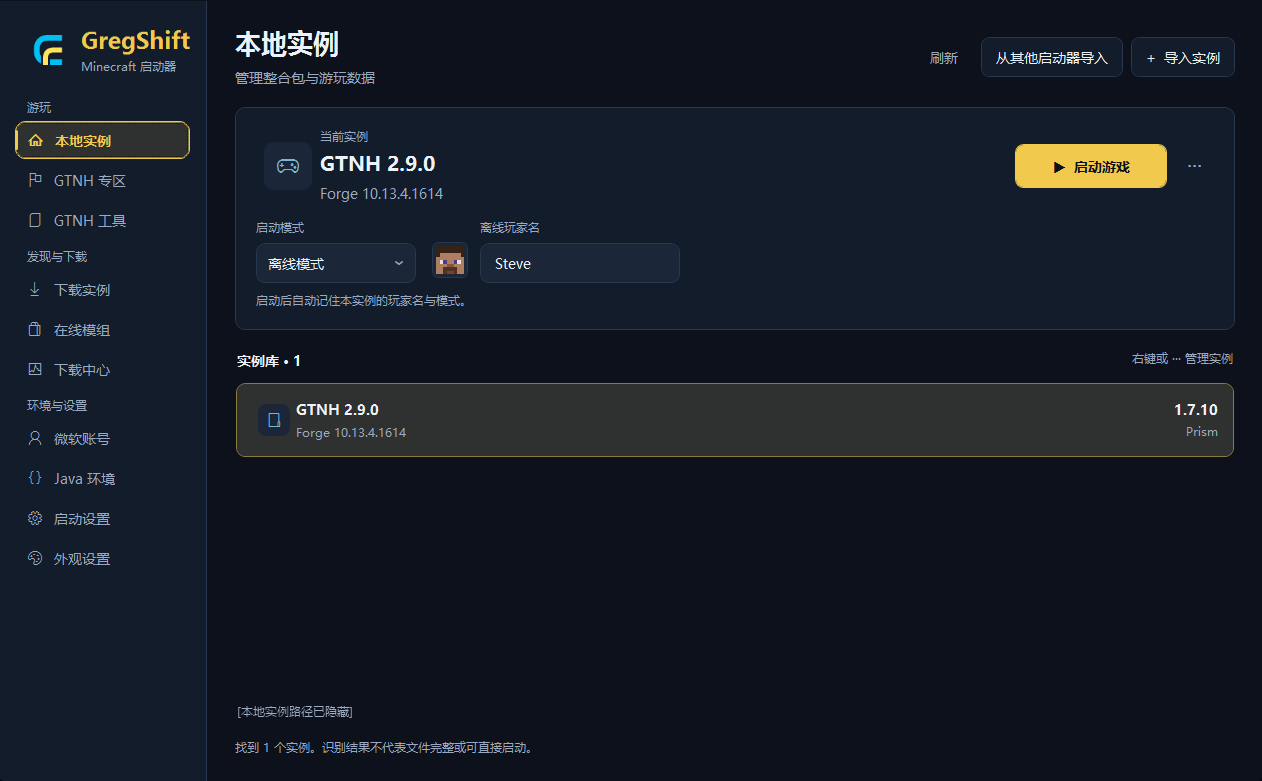 GregShift
Minecraft 启动器
游玩
本地实例
GTNH 专区
GTNH 工具
发现与下载
下载实例
在线模组
下载中心
环境与设置
微软账号
Java 环境
启动设置
外观设置
本地实例
管理整合包与游玩数据
刷新
从其他启动器导入
+ 导入实例
当前实例
GTNH 2.9.0
Forge 10.13.4.1614
▶ 启动游戏
···
启动模式
离线玩家名
离线模式
Steve
启动后自动记住本实例的玩家名与模式。
实例库 • 1
右键或 ··· 管理实例
GTNH 2.9.0
Forge 10.13.4.1614
1.7.10
Prism
[本地实例路径已隐藏]
找到 1 个实例。识别结果不代表文件完整或可直接启动。